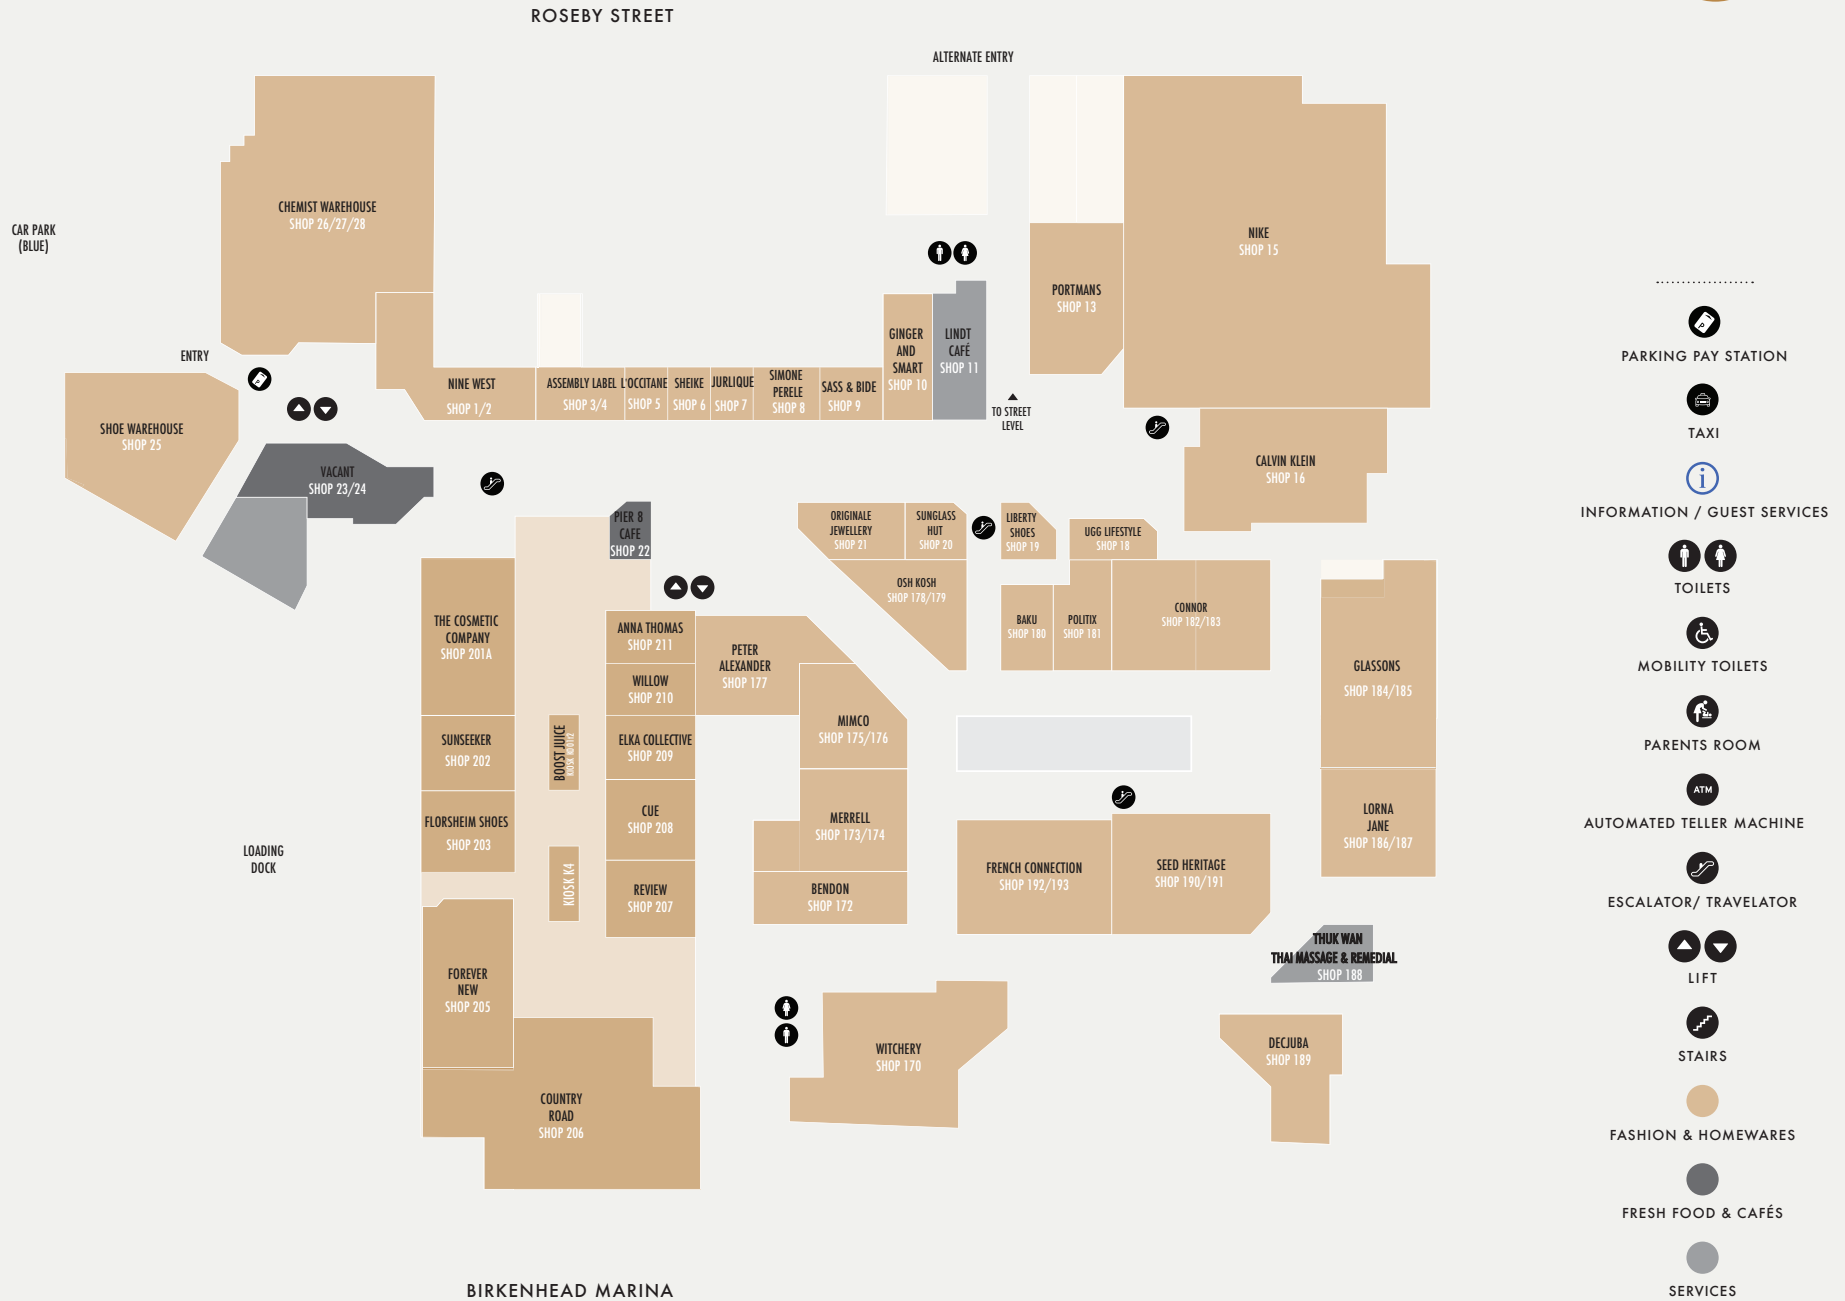 ROSEBY STREET
ALTERNATE ENTRY
CHEMIST WAREHOUSE
SHOP 26/27/28
CAR PARK
(BLUE)
NIKE
SHOP 15
PORTMANS
SHOP 13
GINGER
AND
SMART
SHOP 10
LINDT
CAFÉ
SHOP 11
ENTRY
NINE WEST
SHOP 1/2
ASSEMBLY LABEL
SHOP 3/4
L'OCCITANE
SHOP 5
SHEIKE
SHOP 6
JURLIQUE
SHOP 7
SIMONE
PERELE
SHOP 8
SASS & BIDE
SHOP 9
TO STREET
LEVEL
SHOE WAREHOUSE
SHOP 25
VACANT
SHOP 23/24
CALVIN KLEIN
SHOP 16
PIER 8
CAFE
SHOP 22
ORIGINALE
JEWELLERY
SHOP 21
SUNGLASS
HUT
SHOP 20
LIBERTY
SHOES
SHOP 19
UGG LIFESTYLE
SHOP 18
OSH KOSH
SHOP 178/179
BAKU
SHOP 180
POLITIX
SHOP 181
CONNOR
SHOP 182/183
THE COSMETIC
COMPANY
SHOP 201A
ANNA THOMAS
SHOP 211
WILLOW
SHOP 210
PETER
ALEXANDER
SHOP 177
GLASSONS
SHOP 184/185
SUNSEEKER
SHOP 202
BOOST JUICE
ELKA COLLECTIVE
SHOP 209
MIMCO
SHOP 175/176
FLORSHEIM SHOES
SHOP 203
CUE
SHOP 208
MERRELL
SHOP 173/174
LORNA
JANE
SHOP 186/187
LOADING
DOCK
KIOSK K4
REVIEW
SHOP 207
BENDON
SHOP 172
FRENCH CONNECTION
SHOP 192/193
SEED HERITAGE
SHOP 190/191
THUK WAN
THAI MASSAGE & REMEDIAL
SHOP 188
FOREVER
NEW
SHOP 205
WITCHERY
SHOP 170
DECJUBA
SHOP 189
COUNTRY
ROAD
SHOP 206
BIRKENHEAD MARINA
PARKING PAY STATION
TAXI
i
INFORMATION / GUEST SERVICES
TOILETS
MOBILITY TOILETS
PARENTS ROOM
ATM
AUTOMATED TELLER MACHINE
ESCALATOR/ TRAVELATOR
LIFT
STAIRS
FASHION & HOMEWARES
FRESH FOOD & CAFÉS
SERVICES